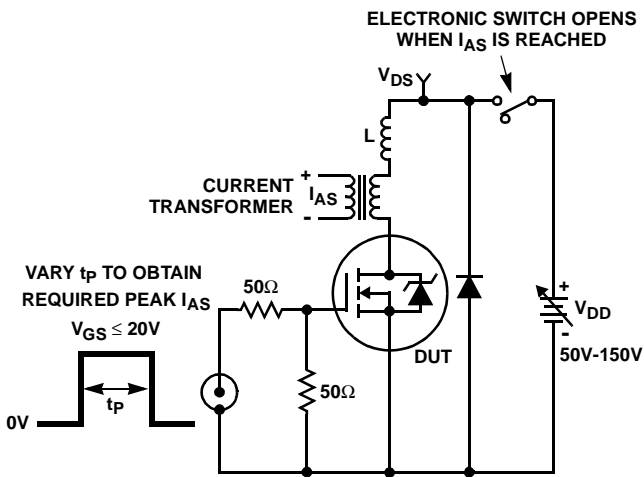 ELECTRONIC SWITCH OPENS
WHEN IAS IS REACHED
VDS
L
+
CURRENT
TRANSFORMER
IAS
-
VARY tP TO OBTAIN
REQUIRED PEAK IAS
50Ω
VGS ≤ 20V
+
VDD
-
DUT
50V-150V
50Ω
0V
tP